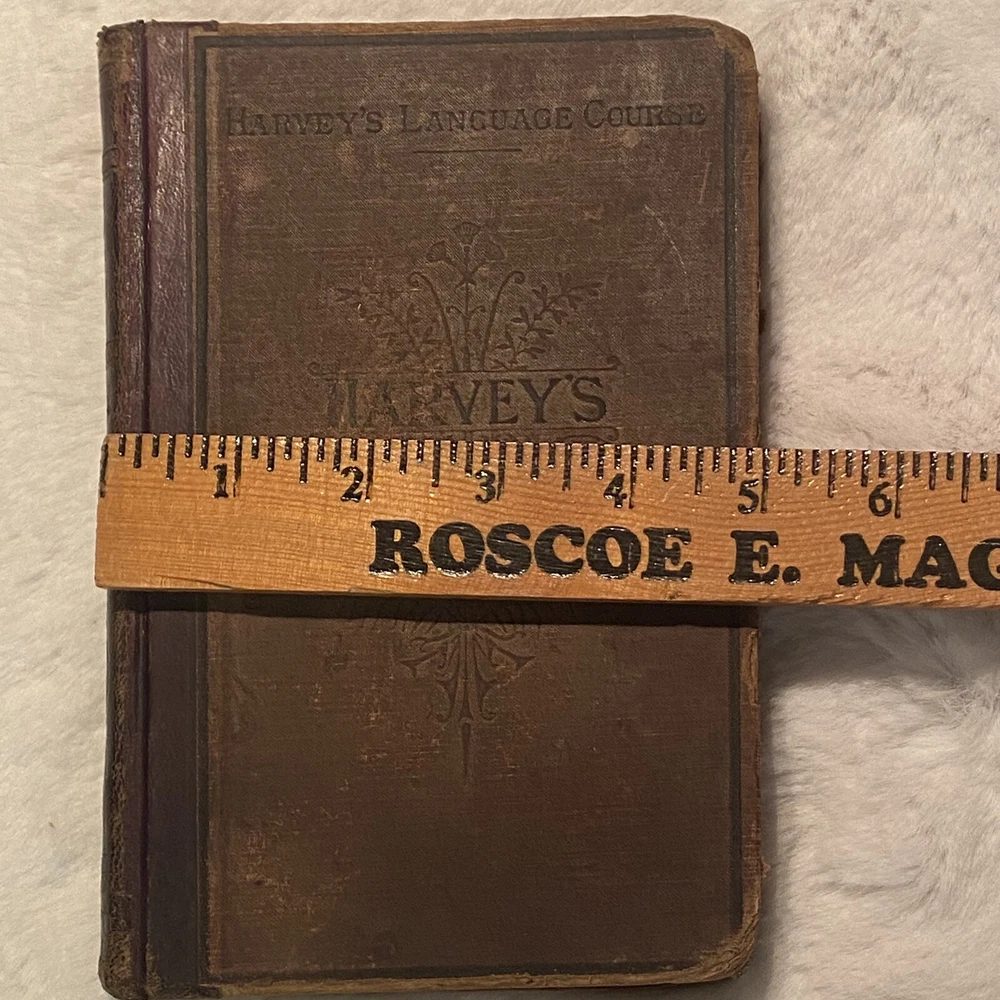 HARVEY'S LANGUAGE COURSE
HARVEY'S
1 2 3 4 5 6
ROSCOE E. MAG